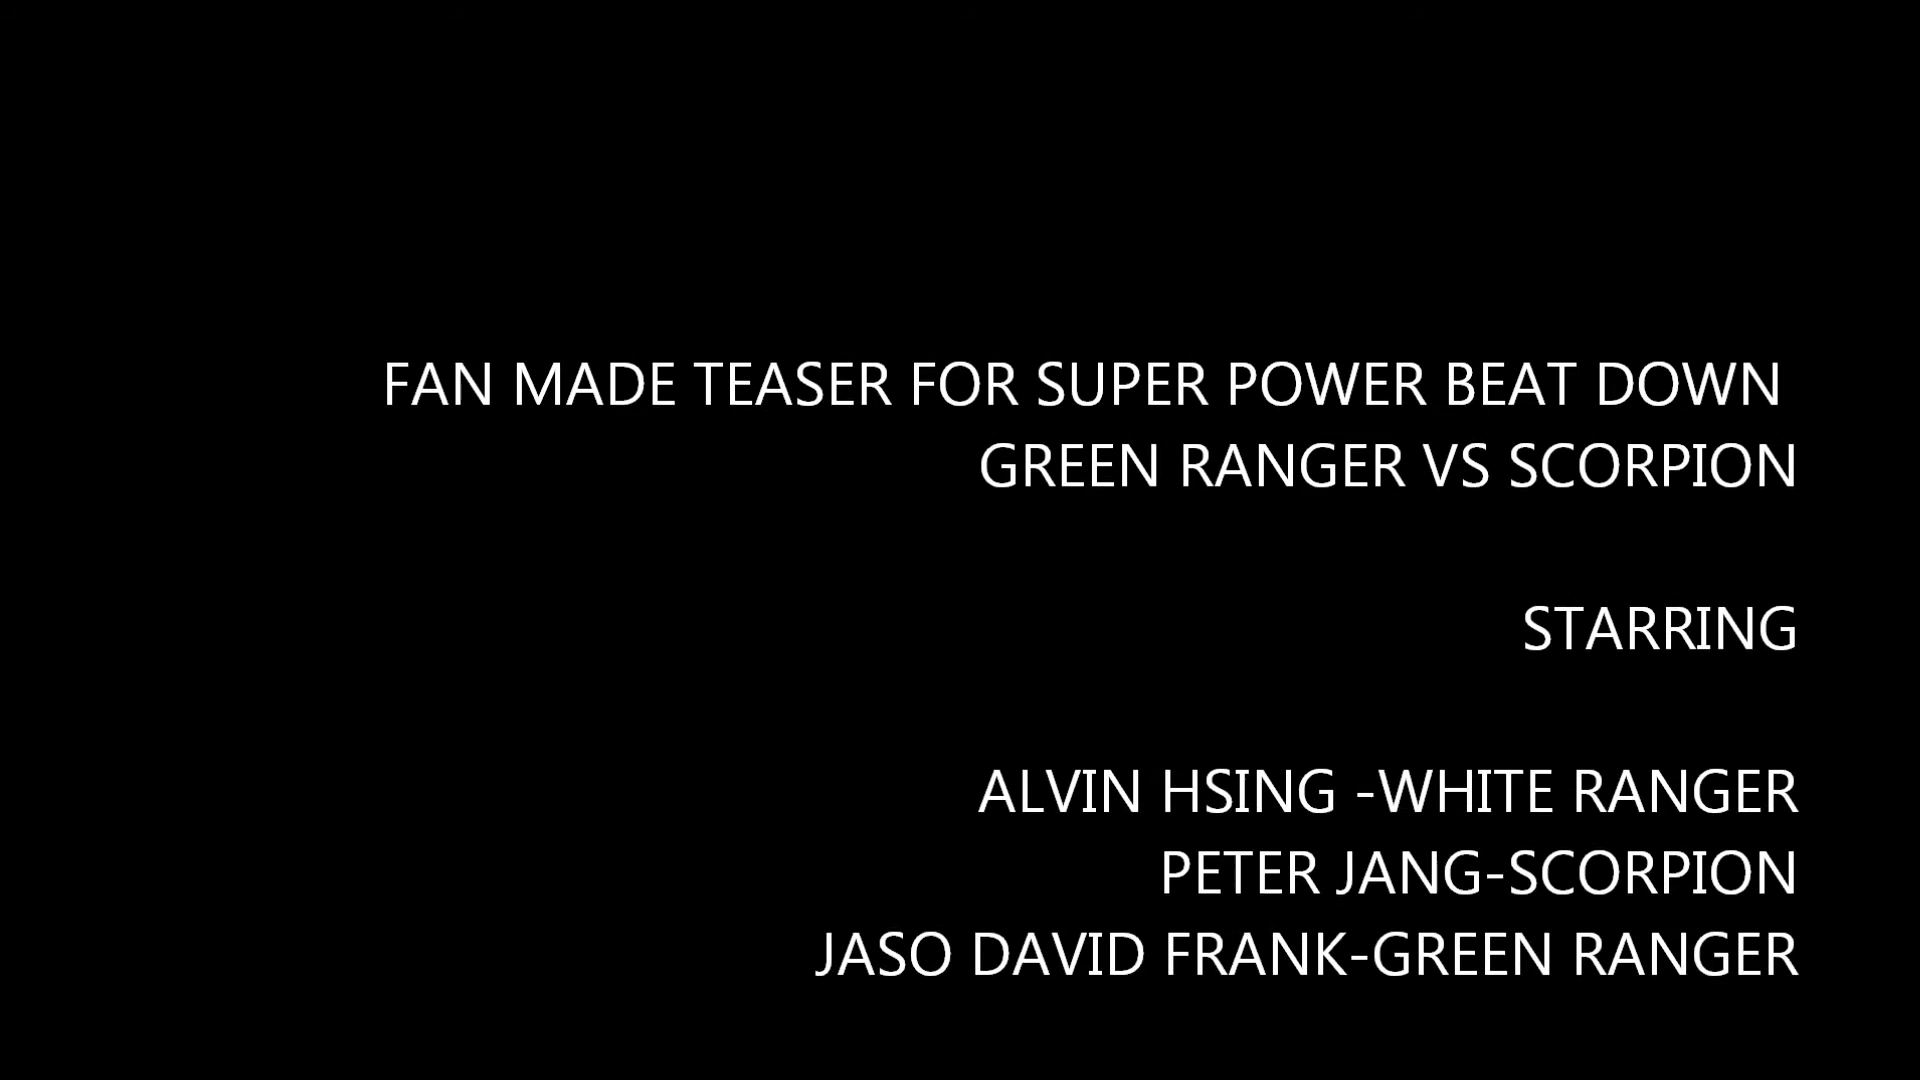 FAN MADE TEASER FOR SUPER POWER BEAT DOWN
GREEN RANGER VS SCORPION
STARRING
ALVIN HSING -WHITE RANGER
PETER JANG-SCORPION
JASO DAVID FRANK-GREEN RANGER